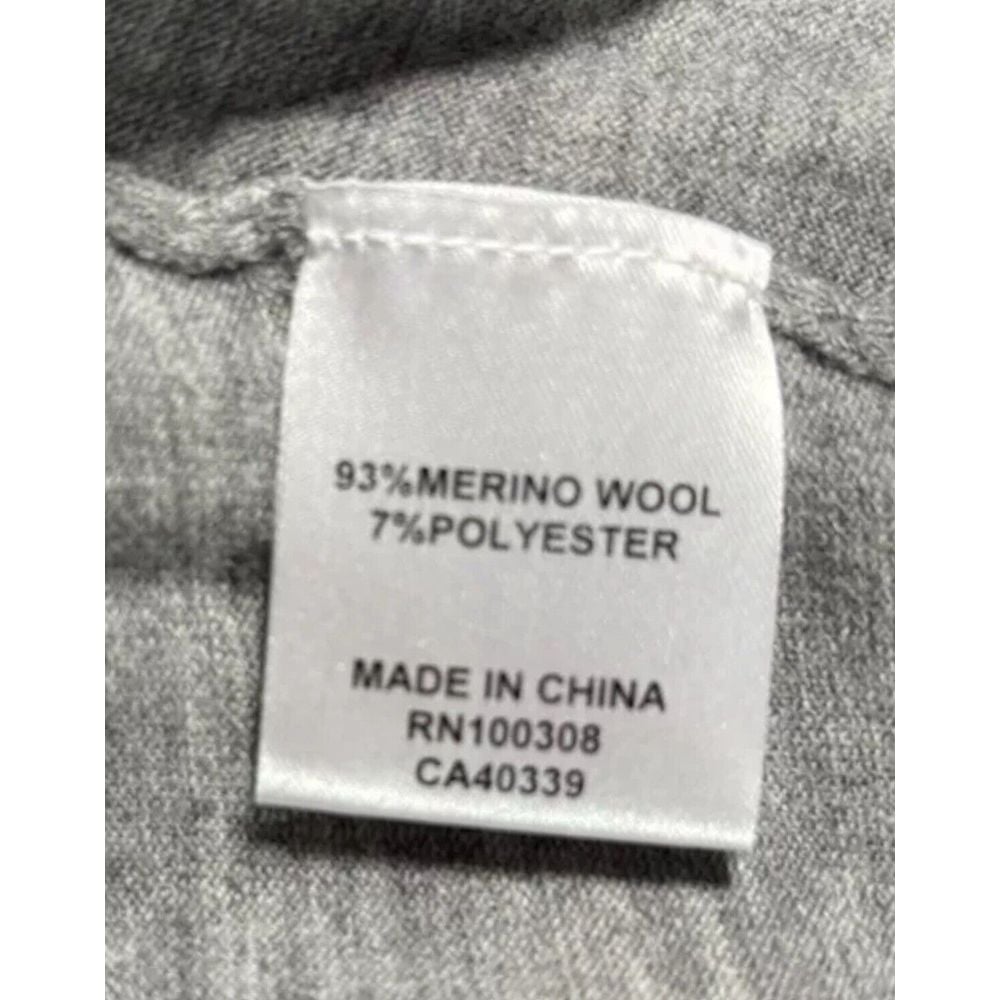 93%MERINO WOOL
7%POLYESTER
MADE IN CHINA
RN100308
CA40339